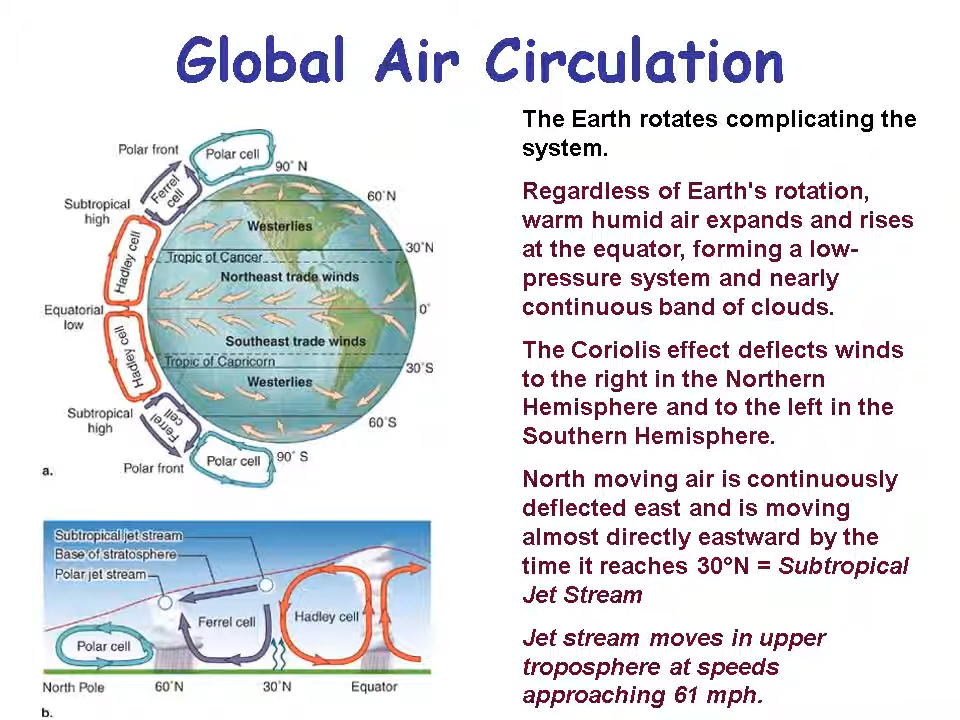 Global Air Circulation
The Earth rotates complicating the
system.
Regardless of Earth's rotation,
warm humid air expands and rises
at the equator, forming a low-
pressure system and nearly
continuous band of clouds.
The Coriolis effect deflects winds
to the right in the Northern
Hemisphere and to the left in the
Southern Hemisphere.
North moving air is continuously
deflected east and is moving
almost directly eastward by the
time it reaches 30ºN = Subtropical
Jet Stream
Jet stream moves in upper
troposphere at speeds
approaching 61 mph.
Polar front
Polar cell
90° N
Ferrel
cell
60°N
Subtropical
high
Westerlies
30°N
Hadley cell
Tropic of Cancer
Northeast trade winds
Equatorial
low
0°
Hadley cell
Southeast trade winds
Tropic of Capricorn
30°S
Westerlies
Subtropical
high
Ferrel
cell
60°S
Polar front
Polar cell
90° S
a.
Subtropical jet stream
Base of stratosphere
Polar jet stream
Polar cell
Ferrel cell
Hadley cell
North Pole
60°N
30°N
Equator
b.